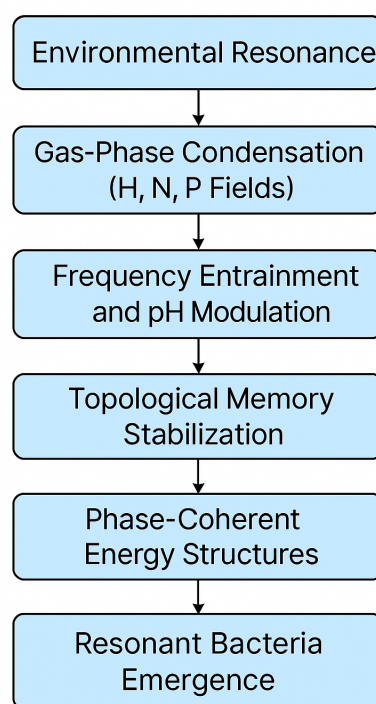 Environmental Resonance
Gas-Phase Condensation
(H, N, P Fields)
Frequency Entrainment
and pH Modulation
Topological Memory
Stabilization
Phase-Coherent
Energy Structures
Resonant Bacteria
Emergence